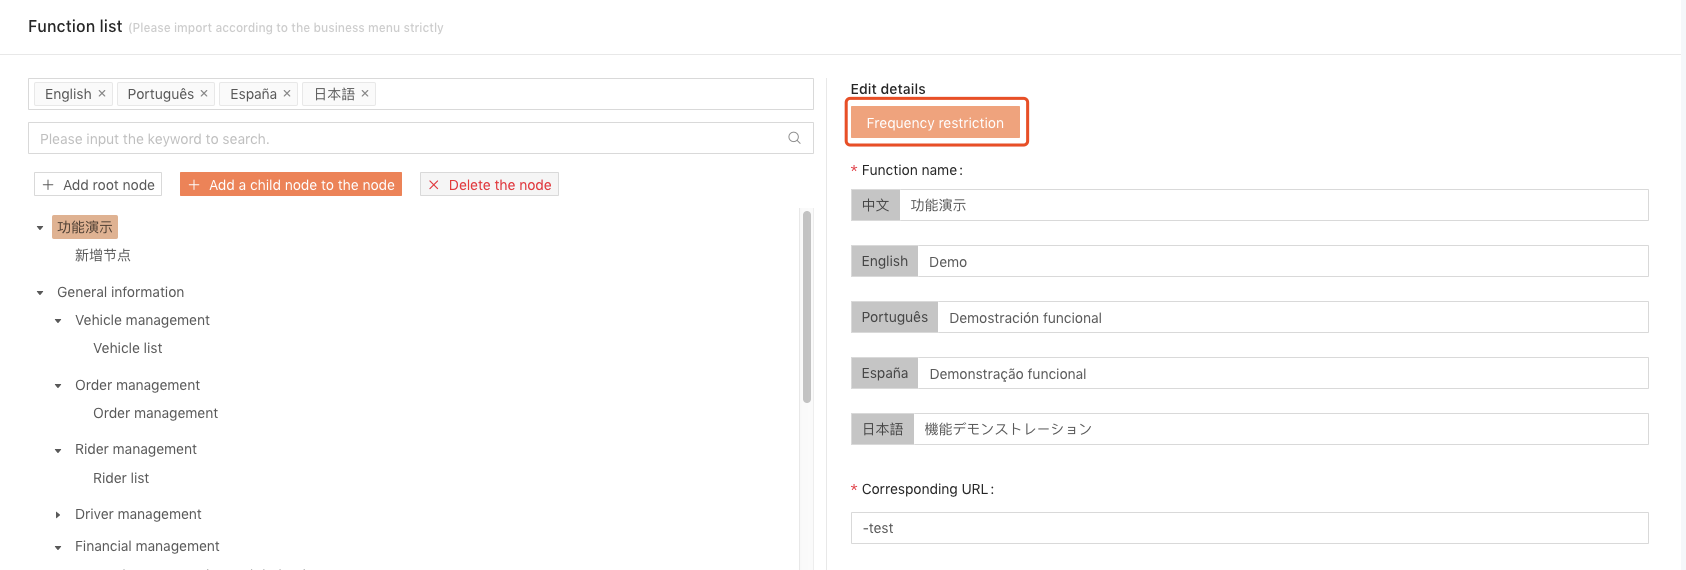 Function list (Please import according to the business menu strictly
English × Português × España × 日本語 ×
Please input the keyword to search.
+ Add root node + Add a child node to the node × Delete the node
功能演示
新增节点
General information
Vehicle management
Vehicle list
Order management
Order management
Rider management
Rider list
Driver management
Financial management
Edit details
Frequency restriction
* Function name:
中文 功能演示
English Demo
Português Demostración funcional
España Demonstração funcional
日本語 機能デモンストレーション
* Corresponding URL:
-test